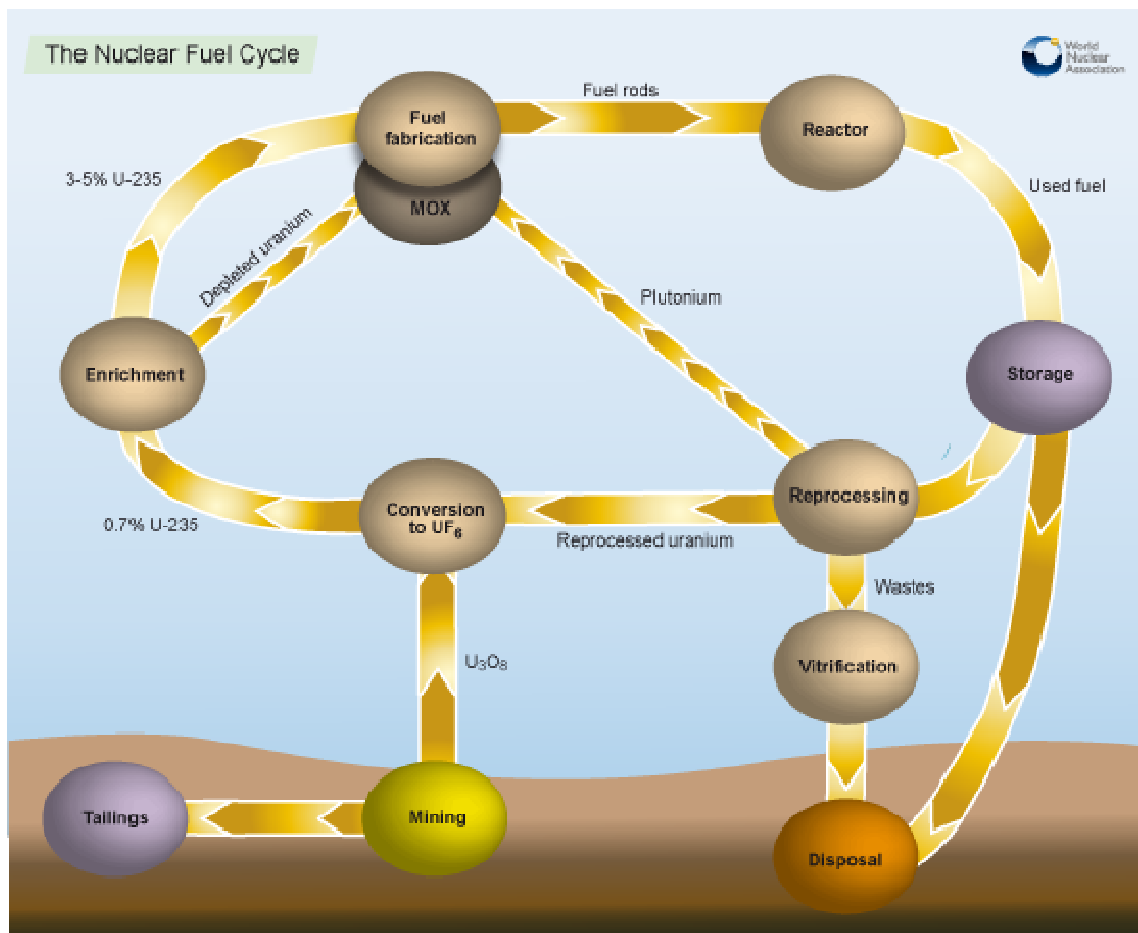 The Nuclear Fuel Cycle
World
Nuclear
Association
Fuel rods
Fuel
fabrication
Reactor
3-5% U-235
Used fuel
MOX
Depleted uranium
Plutonium
Enrichment
Storage
Reprocessing
Conversion
to UF₆
0.7% U-235
Reprocessed uranium
Wastes
U₃O₈
Vitrification
Tailings
Mining
Disposal